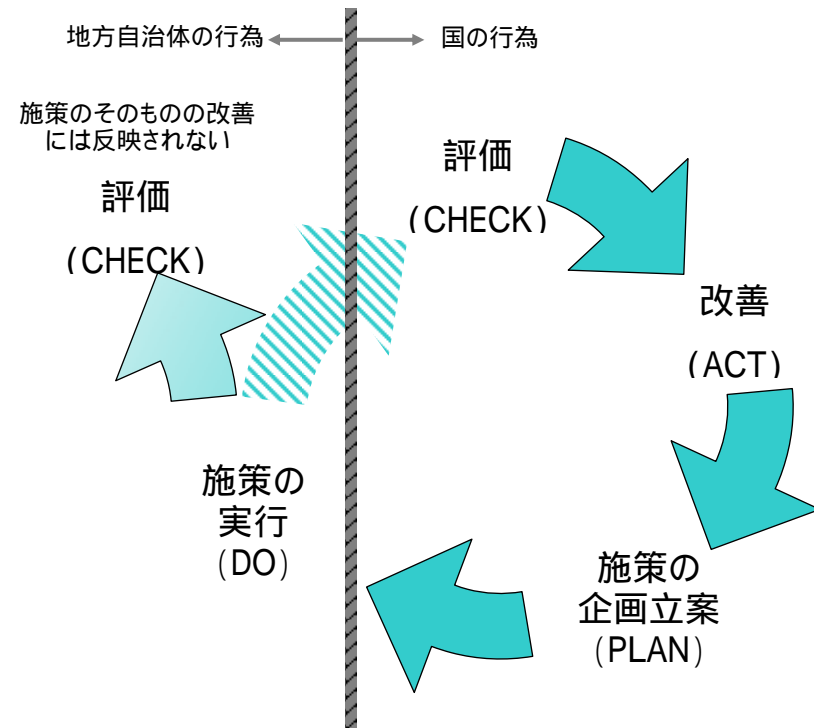 地方自治体の行為
国の行為
施策のそのものの改善
には反映されない
評価
(CHECK)
評価
(CHECK)
改善
(ACT)
施策の
実行
(DO)
施策の
企画立案
(PLAN)